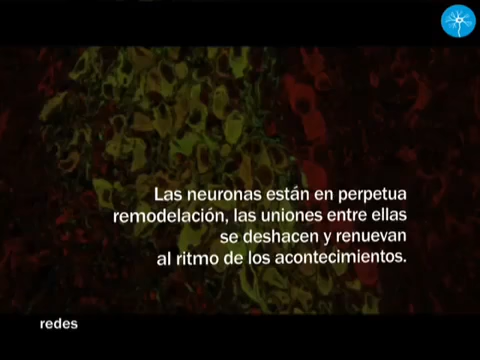 Las neuronas están en perpetua
remodelación, las uniones entre ellas
se deshacen y renuevan
al ritmo de los acontecimientos.
redes